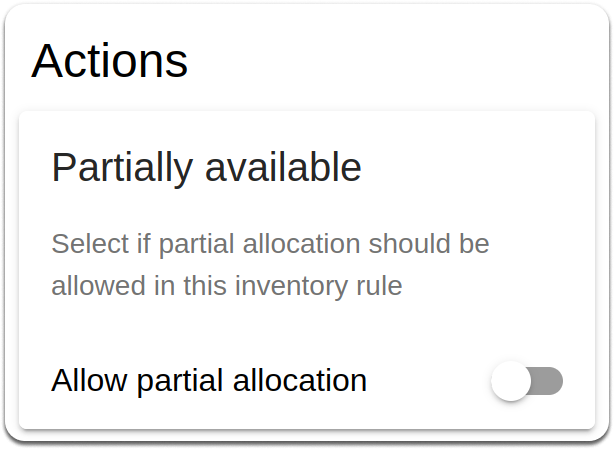 Actions
Partially available
Select if partial allocation should be
allowed in this inventory rule
Allow partial allocation